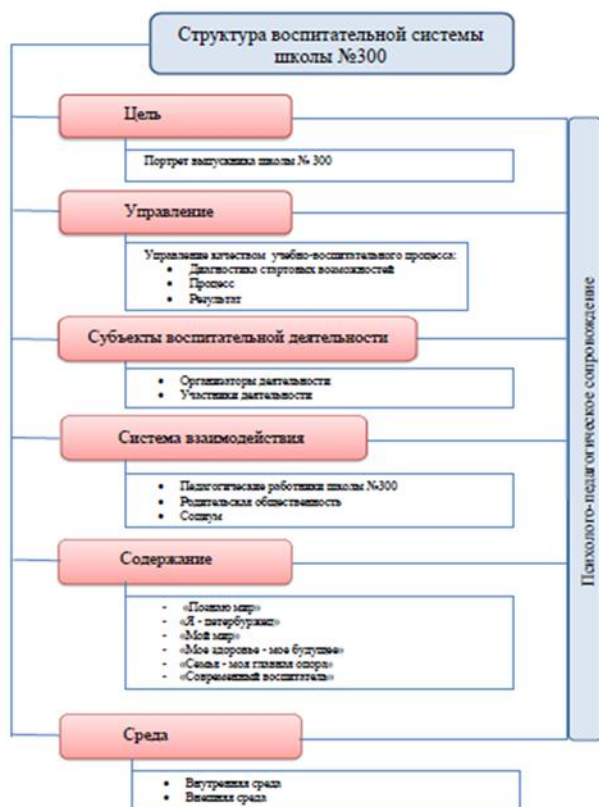 Структура воспитательной системы
школы №300
Цель
Портрет выпускника школы № 300
Управление
Управление качеством учебно-воспитательного процесса:
• Диагностика стартовых возможностей
• Процесс
• Результат
Субъекты воспитательной деятельности
• Организаторы деятельности
• Участники деятельности
Система взаимодействия
• Педагогические работники школы №300
• Родительская общественность
• Социум
Содержание
- «Познаю мир»
- «Я - петербуржец»
- «Мой мир»
- «Мое здоровье - мое будущее»
- «Семья - моя главная опора»
- «Современный воспитатель»
Среда
• Внутренняя среда
• Внешняя среда
Психолого-педагогическое сопровождение